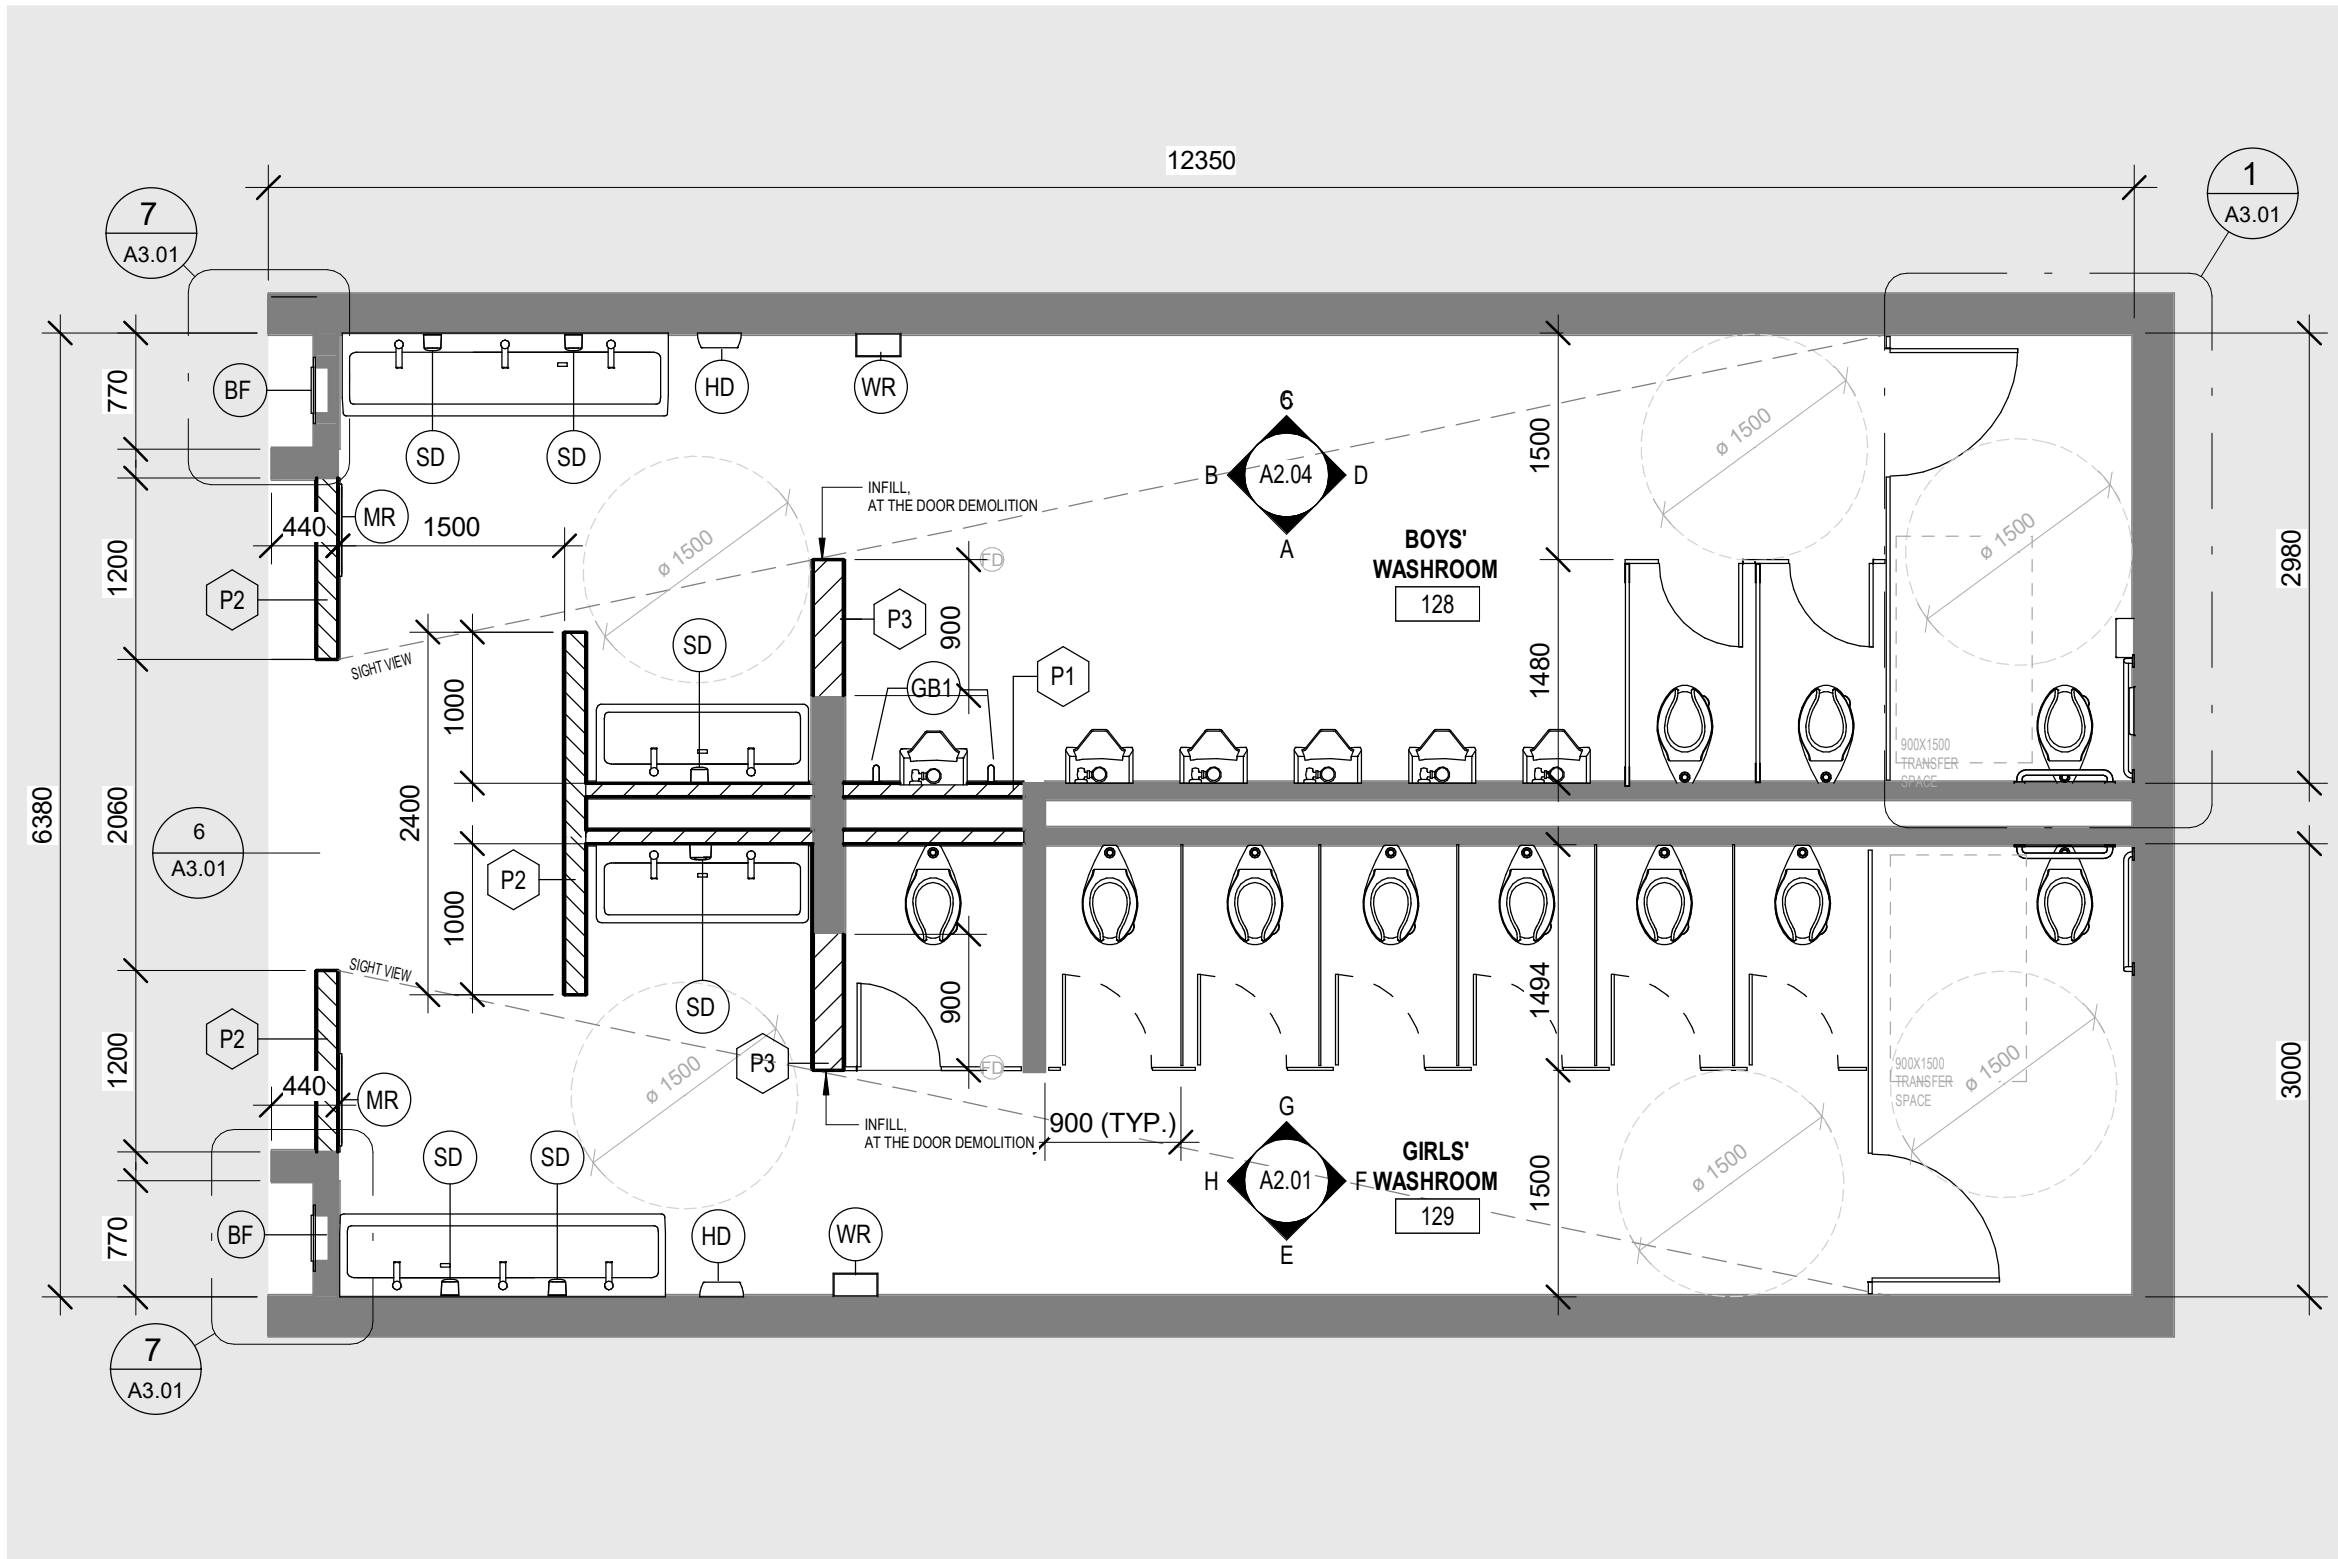 12350
7
A3.01
1
A3.01
BF
SD
SD
HD
WR
6
B
A2.04
D
A
INFILL,
AT THE DOOR DEMOLITION
770
1500
ø 1500
ø 1500
440
MR
1500
ø 1500
FD
BOYS'
WASHROOM
128
ø 1500
2980
1200
P2
P3
900
SD
GB1
P1
1480
SIGHT VIEW
1000
900X1500
TRANSFER
SPACE
6380
2060
2400
6
A3.01
P2
1000
SIGHT VIEW
SD
900
FD
1494
P2
1200
440
MR
ø 1500
P3
INFILL,
AT THE DOOR DEMOLITION
900 (TYP.)
900X1500
TRANSFER
SPACE
ø 1500
3000
G
H
A2.01
F
E
GIRLS'
WASHROOM
129
1500
ø 1500
770
BF
SD
SD
HD
WR
7
A3.01